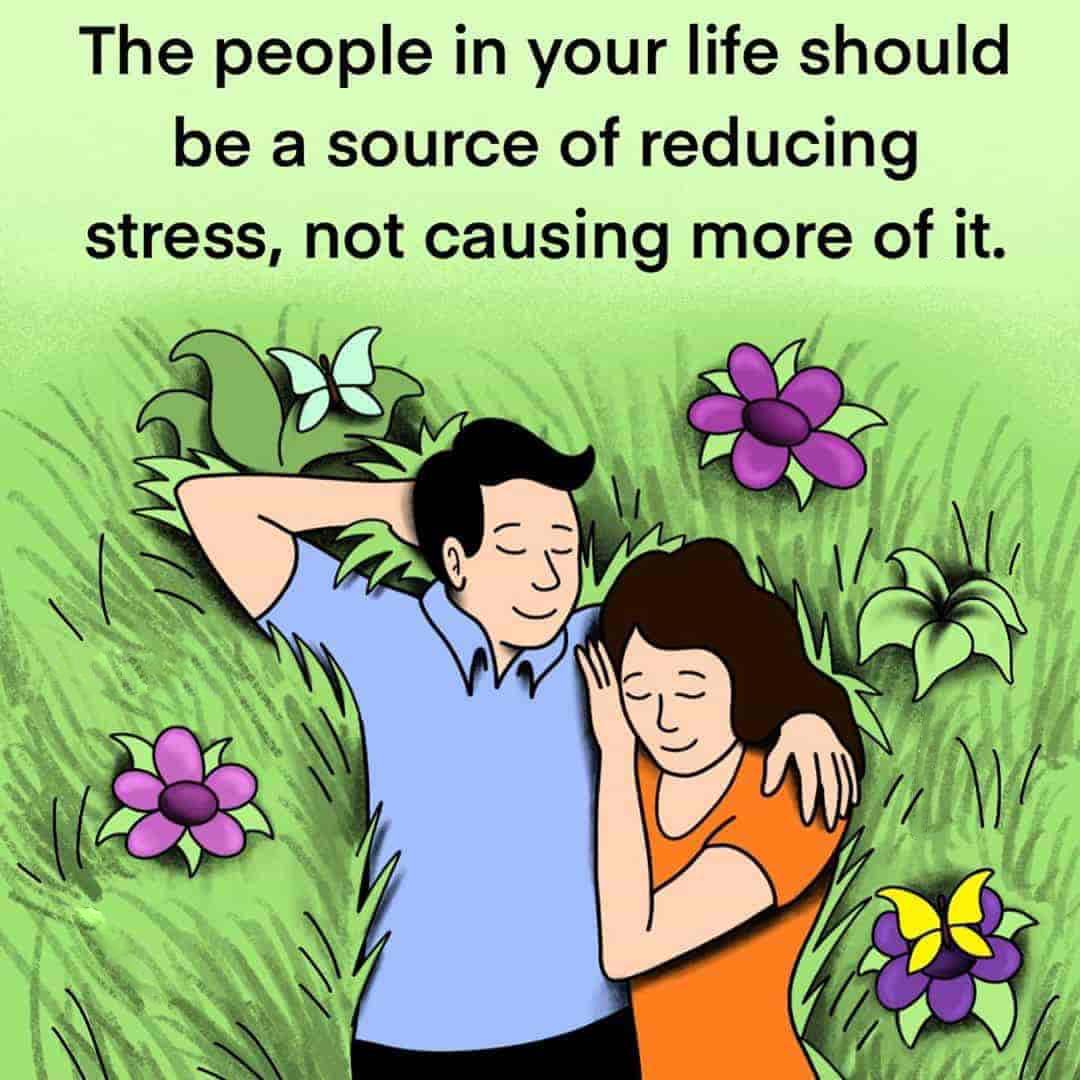 The people in your life should
be a source of reducing
stress, not causing more of it.